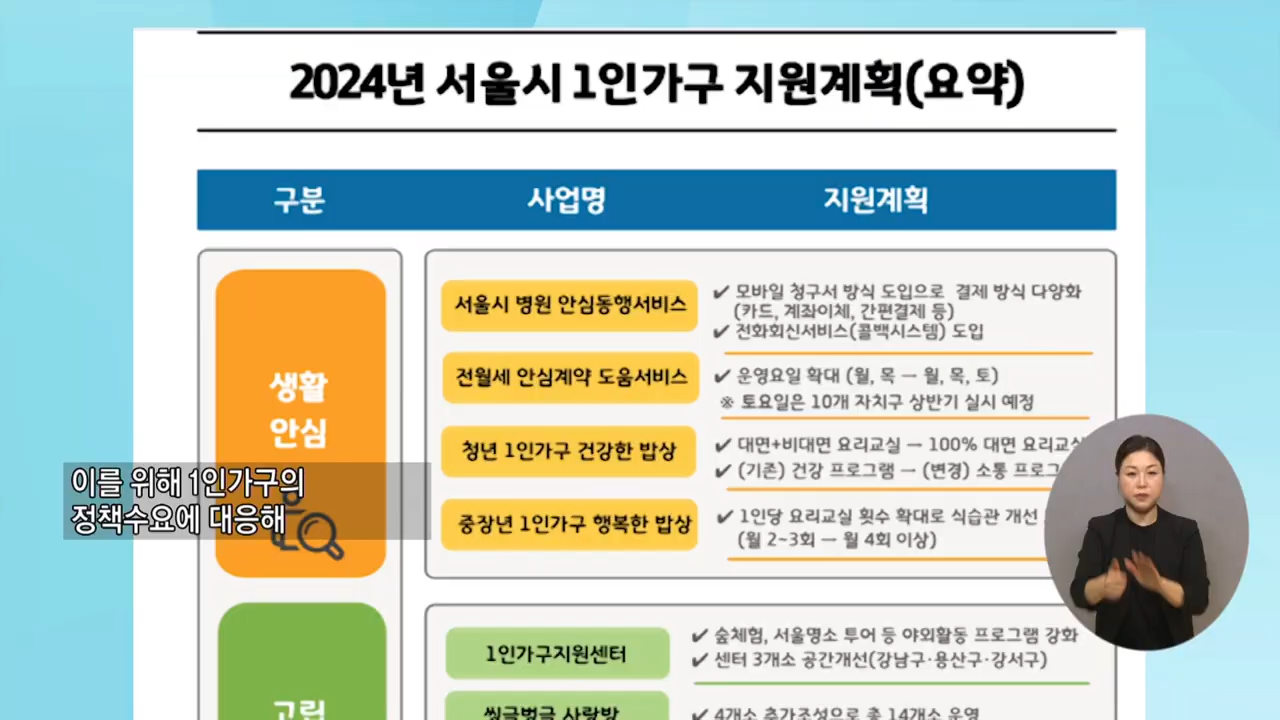 2024년 서울시 1인가구 지원계획(요약)
구분 사업명 지원계획
생활
안심
서울시 병원 안심동행서비스
✔ 모바일 청구서 방식 도입으로 결제 방식 다양화
(카드, 계좌이체, 간편결제 등)
✔ 전화회신서비스(콜백시스템) 도입
전월세 안심계약 도움서비스
✔ 운영요일 확대 (월, 목 → 월, 목, 토)
※ 토요일은 10개 자치구 상반기 실시 예정
청년 1인가구 건강한 밥상
✔ 대면+비대면 요리교실 → 100% 대면 요리교실
✔ (기존) 건강 프로그램 → (변경) 소통 프로그
중장년 1인가구 행복한 밥상
✔ 1인당 요리교실 횟수 확대로 식습관 개선
(월 2~3회 → 월 4회 이상)
이를 위해 1인가구의
정책수요에 대응해
고립
1인가구지원센터
✔ 숲체험, 서울명소 투어 등 야외활동 프로그램 강화
✔ 센터 3개소 공간개선(강남구·용산구·강서구)
씽글벙글 사랑방
✔ 4개소 추가조성으로 총 14개소 운영